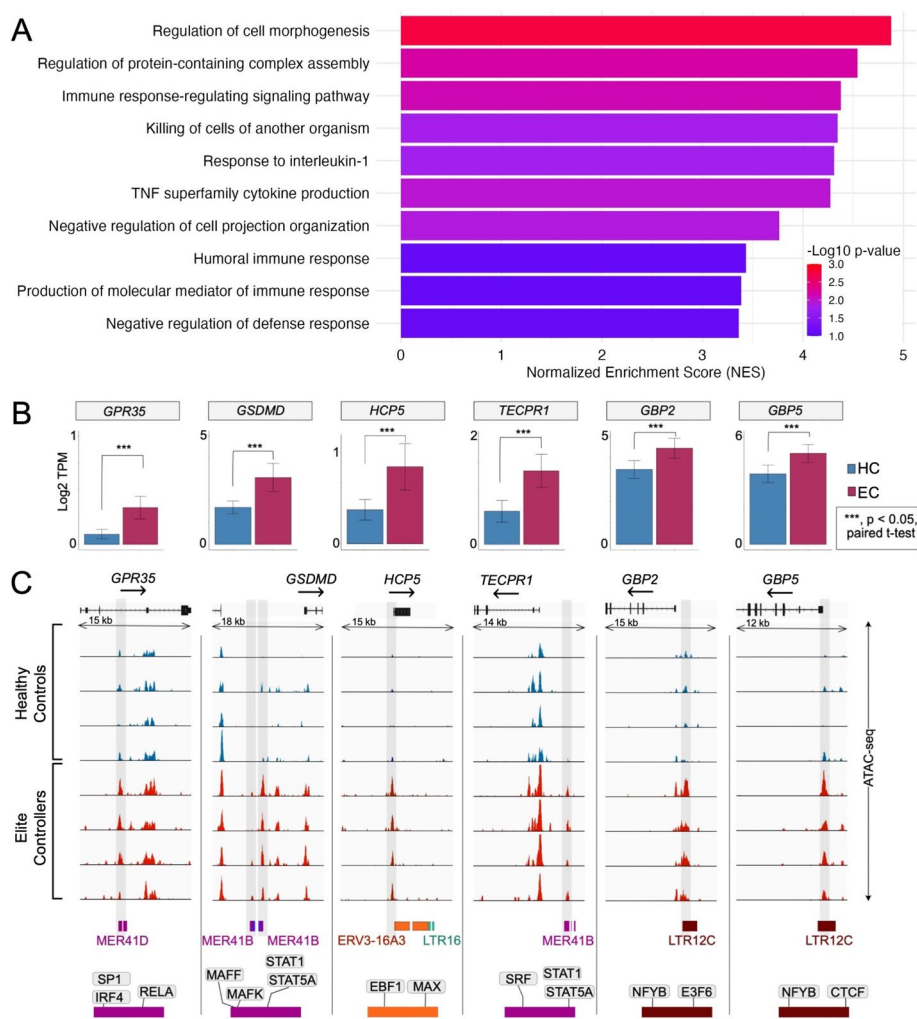 A
Regulation of cell morphogenesis
Regulation of protein-containing complex assembly
Immune response-regulating signaling pathway
Killing of cells of another organism
Response to interleukin-1
TNF superfamily cytokine production
Negative regulation of cell projection organization
Humoral immune response
Production of molecular mediator of immune response
Negative regulation of defense response
-Log10 p-value
3.0
2.5
2.0
1.5
1.0
0 1 2 3 4 5
Normalized Enrichment Score (NES)
B
GPR35 GSDMD HCP5 TECPR1 GBP2 GBP5
Log2 TPM
1 5 1 2 5 6
*** *** *** *** *** ***
0 0 0 0 0 0
HC
EC
***, p < 0.05,
paired t-test
C
GPR35 GSDMD HCP5 TECPR1 GBP2 GBP5
15 kb 18 kb 15 kb 14 kb 15 kb 12 kb
Healthy
Controls
Elite
Controllers
ATAC-seq
MER41D MER41B MER41B ERV3-16A3 LTR16 MER41B LTR12C LTR12C
SP1 IRF4 RELA
MAFF MAFK STAT1 STAT5A
EBF1 MAX
SRF STAT1 STAT5A
NFYB E3F6
NFYB CTCF